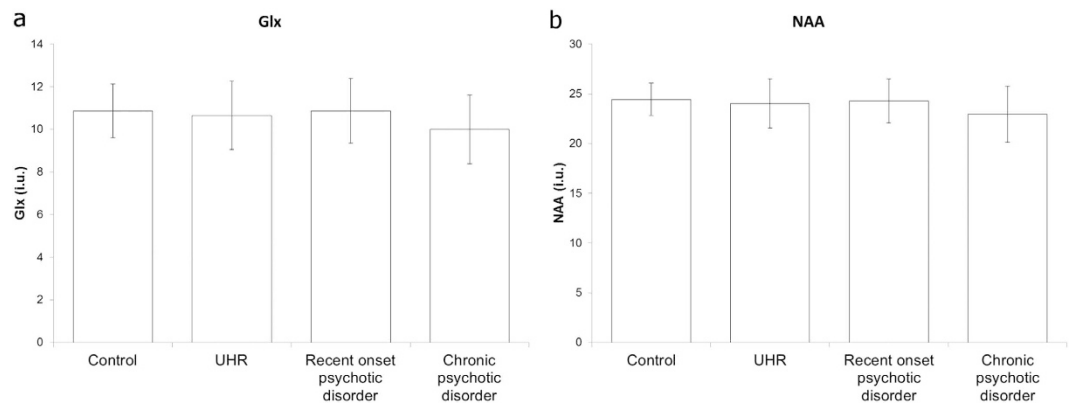 a
Glx
14
12
10
8
6
4
2
0
Glx (i.u.)
Control
UHR
Recent onset
psychotic
disorder
Chronic
psychotic
disorder
b
NAA
30
25
20
15
10
5
0
NAA (i.u.)
Control
UHR
Recent onset
psychotic
disorder
Chronic
psychotic
disorder